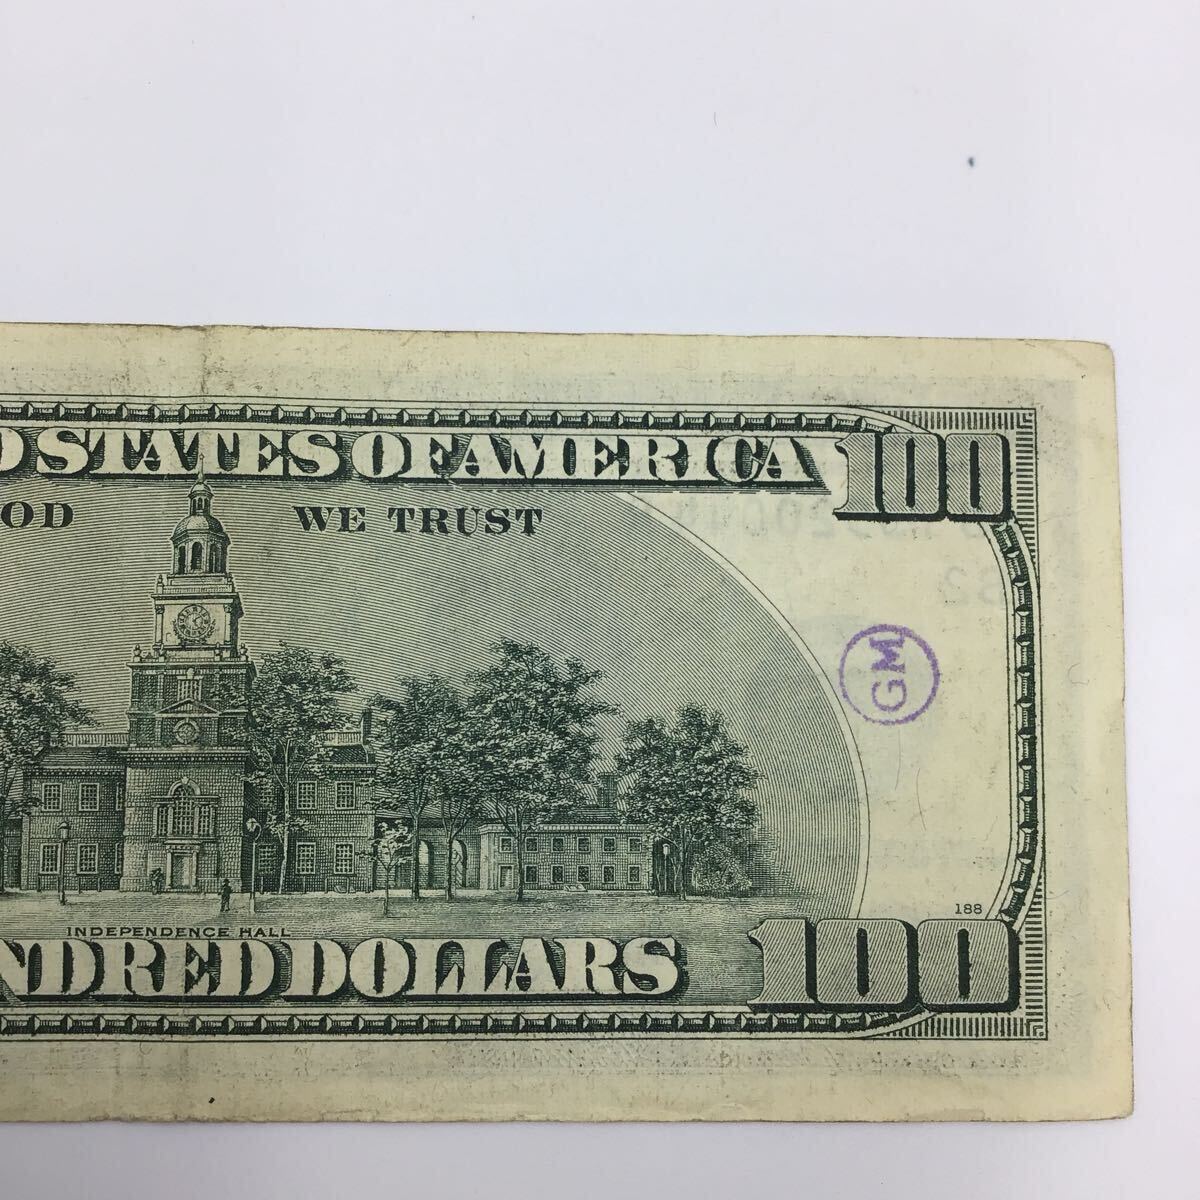 D STATES OF AMERICA 100
OD WE TRUST
GM
188
INDEPENDENCE HALL
NDRED DOLLARS 100